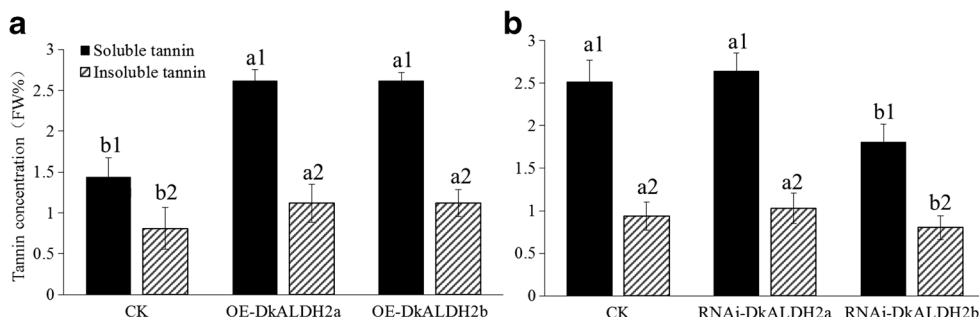 a
b
Soluble tannin
Insoluble tannin
Tannin concentration（FW%）
3
2.5
2
1.5
1
0.5
0
b1
b2
a1
a2
a1
a2
CK
OE-DkALDH2a
OE-DkALDH2b
3
2.5
2
1.5
1
0.5
0
a1
a2
a1
a2
b1
b2
CK
RNAi-DkALDH2a